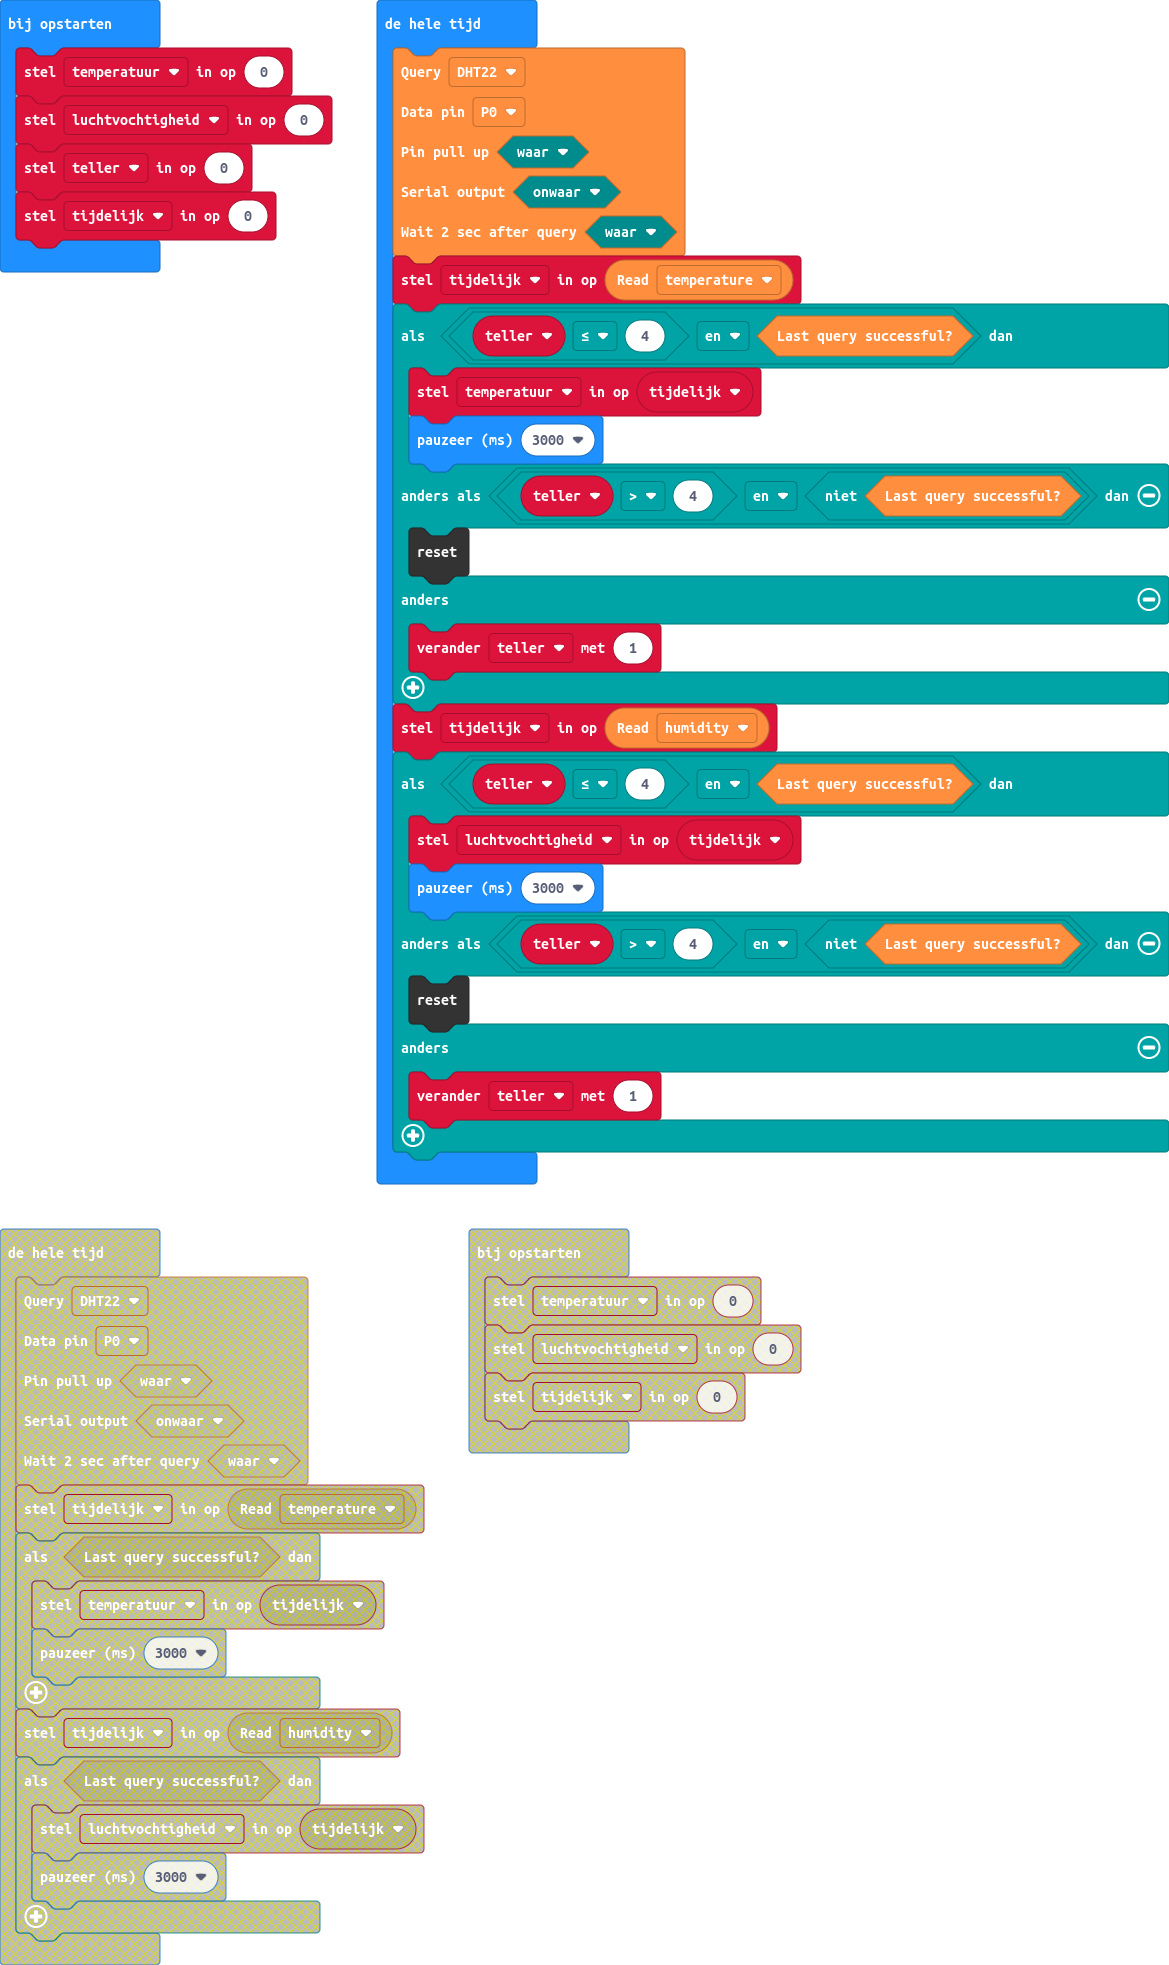 bij opstarten
stel temperatuur in op 0
stel luchtvochtigheid in op 0
stel teller in op 0
stel tijdelijk in op 0
de hele tijd
Query DHT22
Data pin P0
Pin pull up waar
Serial output onwaar
Wait 2 sec after query waar
stel tijdelijk in op Read temperature
als teller ≤ 4 en Last query successful? dan
stel temperatuur in op tijdelijk
pauzeer (ms) 3000
anders als teller > 4 en niet Last query successful? dan
reset
anders
verander teller met 1
stel tijdelijk in op Read humidity
als teller ≤ 4 en Last query successful? dan
stel luchtvochtigheid in op tijdelijk
pauzeer (ms) 3000
anders als teller > 4 en niet Last query successful? dan
reset
anders
verander teller met 1
de hele tijd
Query DHT22
Data pin P0
Pin pull up waar
Serial output onwaar
Wait 2 sec after query waar
stel tijdelijk in op Read temperature
als Last query successful? dan
stel temperatuur in op tijdelijk
pauzeer (ms) 3000
stel tijdelijk in op Read humidity
als Last query successful? dan
stel luchtvochtigheid in op tijdelijk
pauzeer (ms) 3000
bij opstarten
stel temperatuur in op 0
stel luchtvochtigheid in op 0
stel tijdelijk in op 0